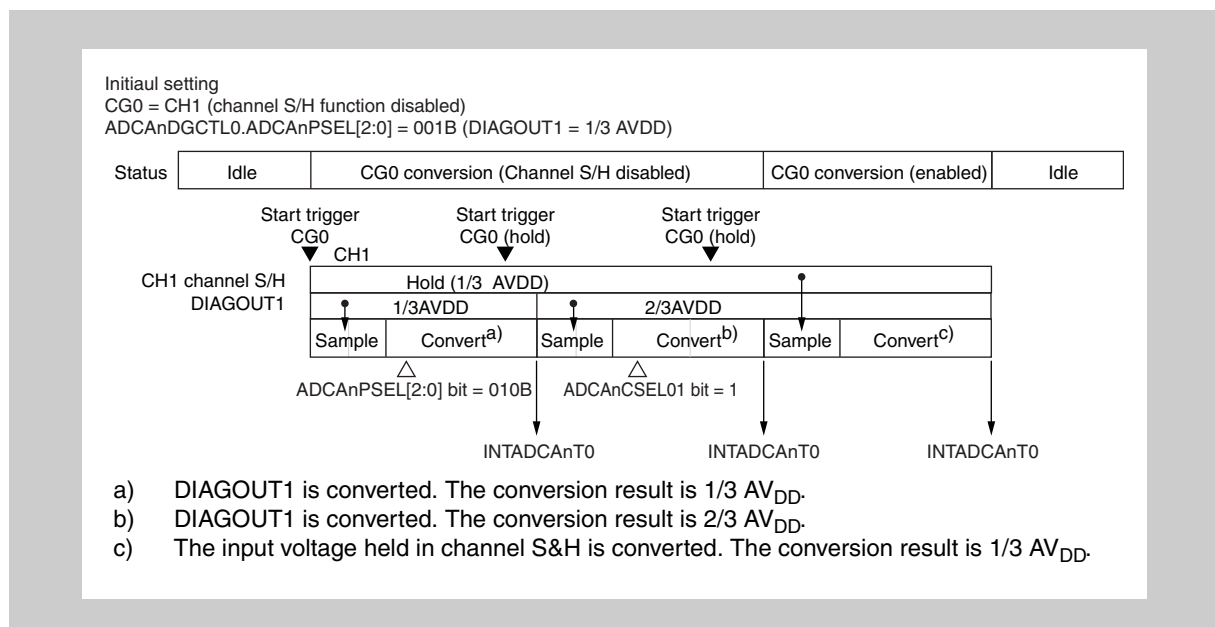 Initiaul setting
CG0 = CH1 (channel S/H function disabled)
ADCAnDGCTL0.ADCAnPSEL[2:0] = 001B (DIAGOUT1 = 1/3 AVDD)
Status Idle CG0 conversion (Channel S/H disabled) CG0 conversion (enabled) Idle
Start trigger Start trigger Start trigger
CG0 CG0 (hold) CG0 (hold)
CH1
CH1 channel S/H Hold (1/3 AVDD)
DIAGOUT1 1/3AVDD 2/3AVDD
Sample Convert a) Sample Convert b) Sample Convert c)
ADCAnPSEL[2:0] bit = 010B ADCAnCSEL01 bit = 1
INTADCAnT0 INTADCAnT0 INTADCAnT0
a) DIAGOUT1 is converted. The conversion result is 1/3 AVDD.
b) DIAGOUT1 is converted. The conversion result is 2/3 AVDD.
c) The input voltage held in channel S&H is converted. The conversion result is 1/3 AVDD.